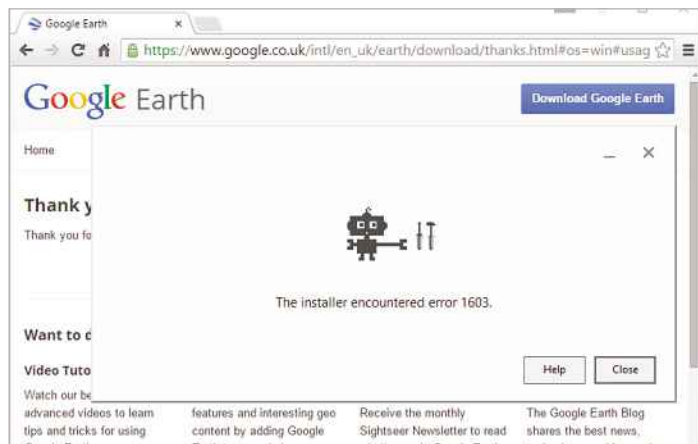 Google Earth
https://www.google.co.uk/intl/en_uk/earth/download/thanks.html#os=win#usag
Google Earth
Download Google Earth
Home
Thank y
Thank you fo
The installer encountered error 1603.
Help
Close
Want to d
Video Tuto
Watch our be
advanced videos to learn
tips and tricks for using
features and interesting geo
content by adding Google
Receive the monthly
Sightseer Newsletter to read
The Google Earth Blog
shares the best news,